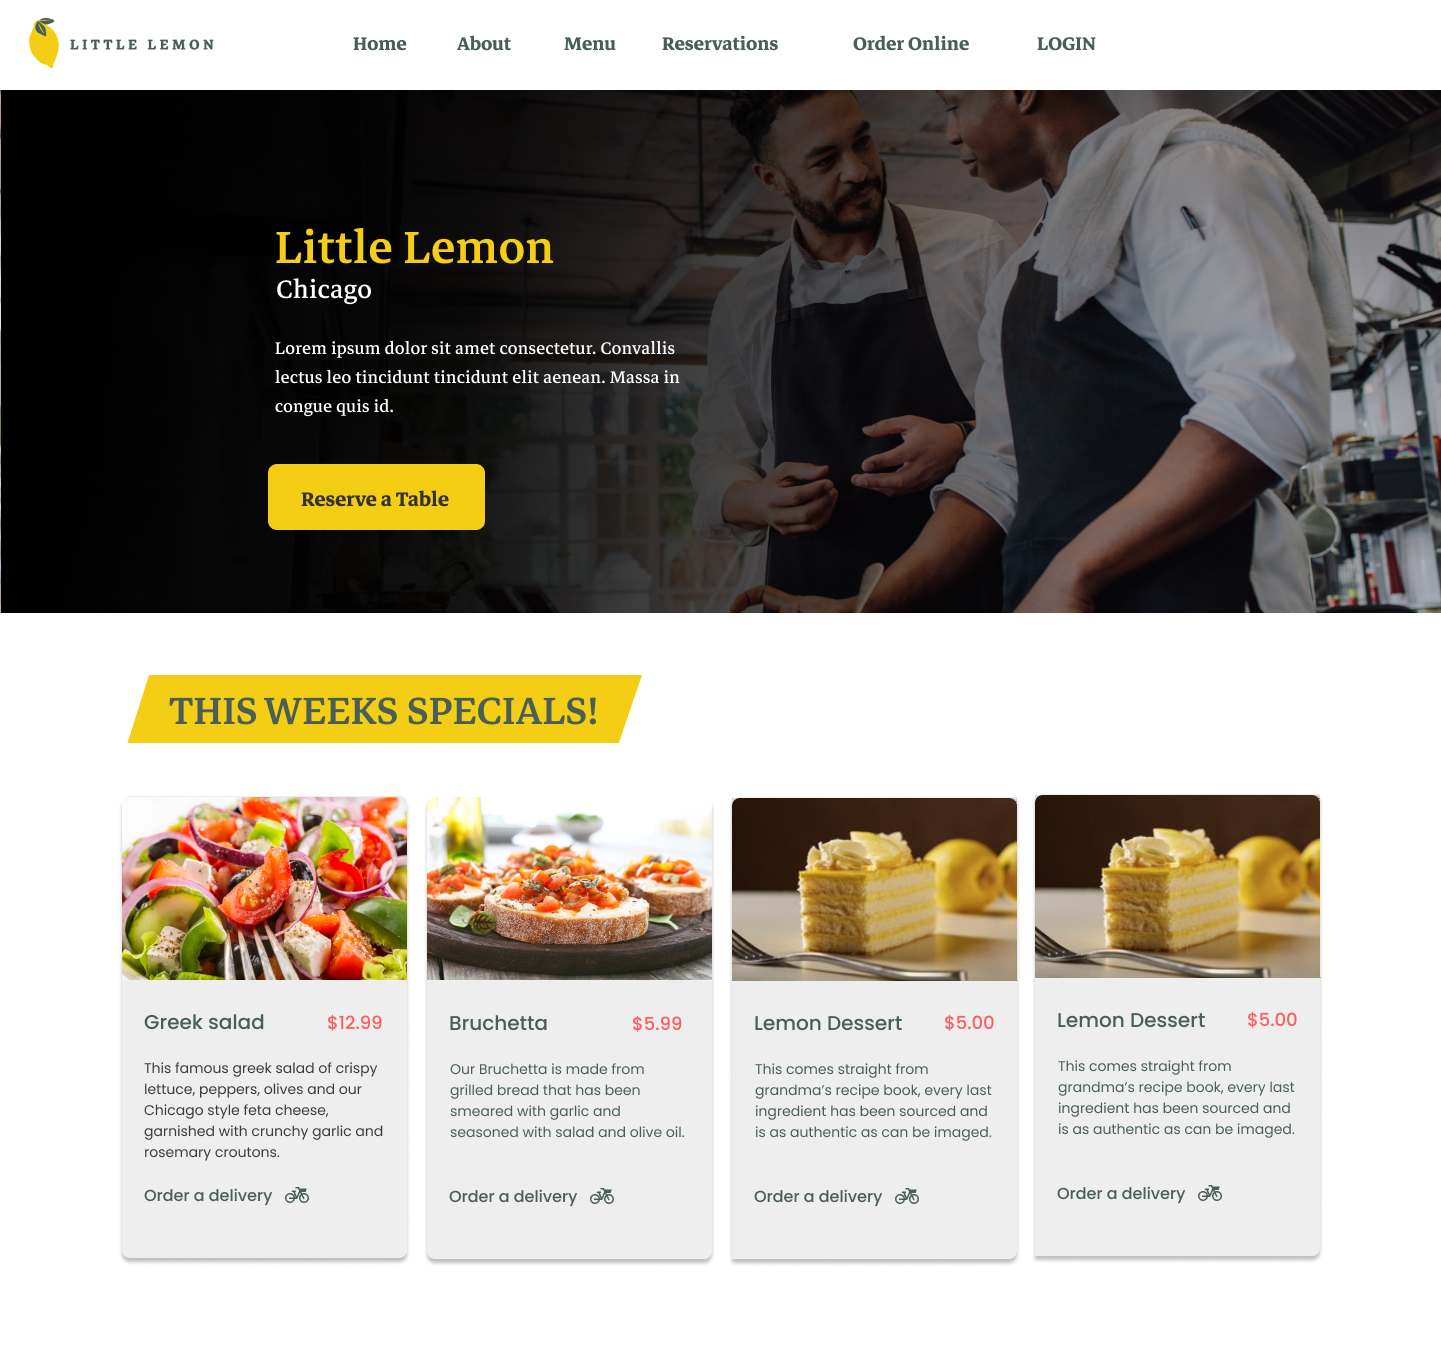 LITTLE LEMON
Home About Menu Reservations Order Online LOGIN
Little Lemon
Chicago
Lorem ipsum dolor sit amet consectetur. Convallis
lectus leo tincidunt tincidunt elit aenean. Massa in
congue quis id.
Reserve a Table
THIS WEEKS SPECIALS!
Greek salad $12.99
This famous greek salad of crispy
lettuce, peppers, olives and our
Chicago style feta cheese,
garnished with crunchy garlic and
rosemary croutons.
Order a delivery
Bruchetta $5.99
Our Bruchetta is made from
grilled bread that has been
smeared with garlic and
seasoned with salad and olive oil.
Order a delivery
Lemon Dessert $5.00
This comes straight from
grandma’s recipe book, every last
ingredient has been sourced and
is as authentic as can be imaged.
Order a delivery
Lemon Dessert $5.00
This comes straight from
grandma’s recipe book, every last
ingredient has been sourced and
is as authentic as can be imaged.
Order a delivery